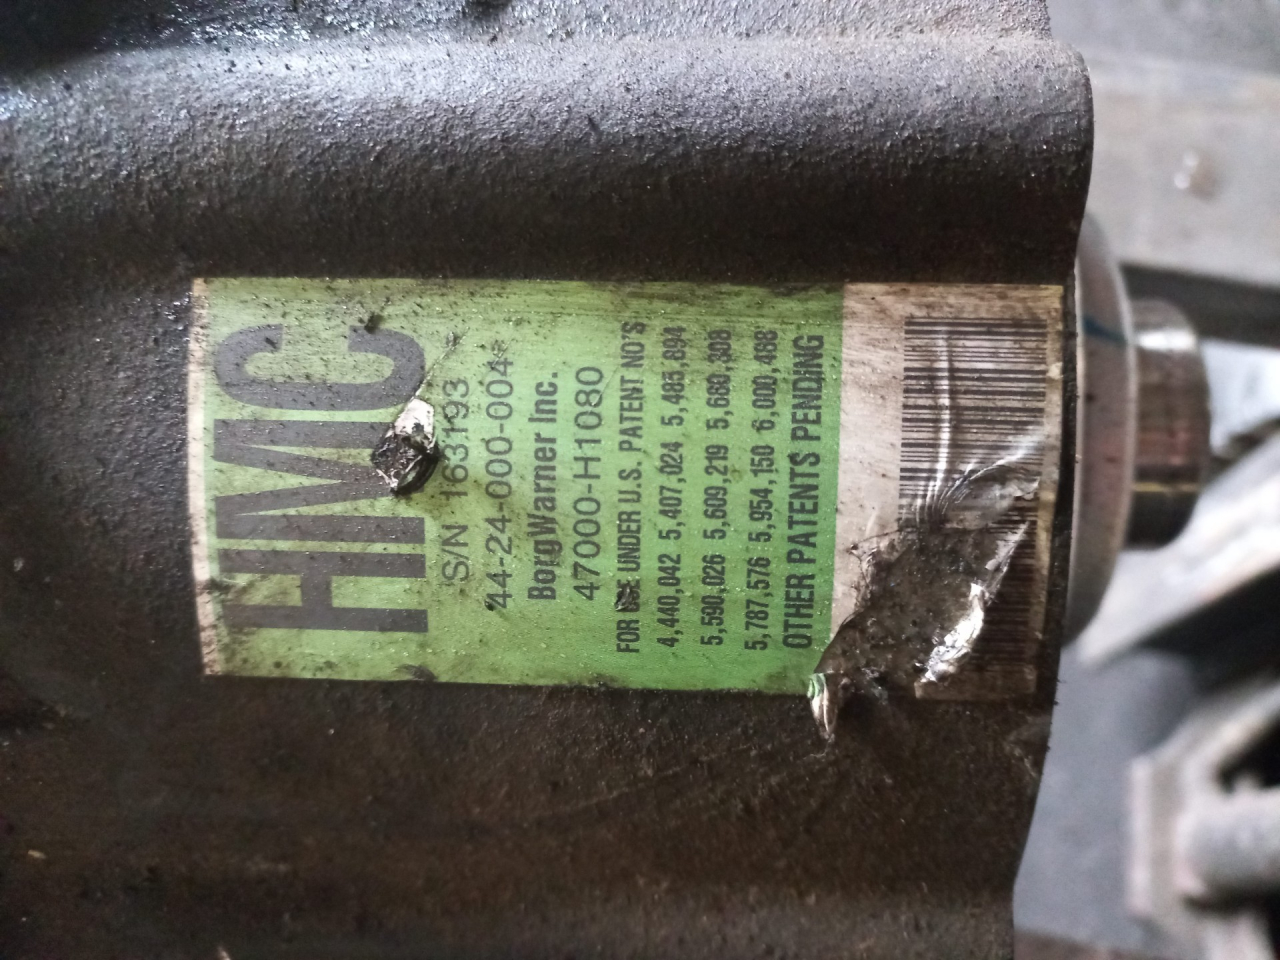 HMC
S/N 163193
44-24-000-004
BorgWarner Inc.
47000-H1080
FOR USE UNDER U.S. PATENT NO'S
4,440,042 5,407,024 5,485,894
5,590,026 5,609,219 5,660,308
5,787,576 5,954,150 6,000,488
OTHER PATENTS PENDING